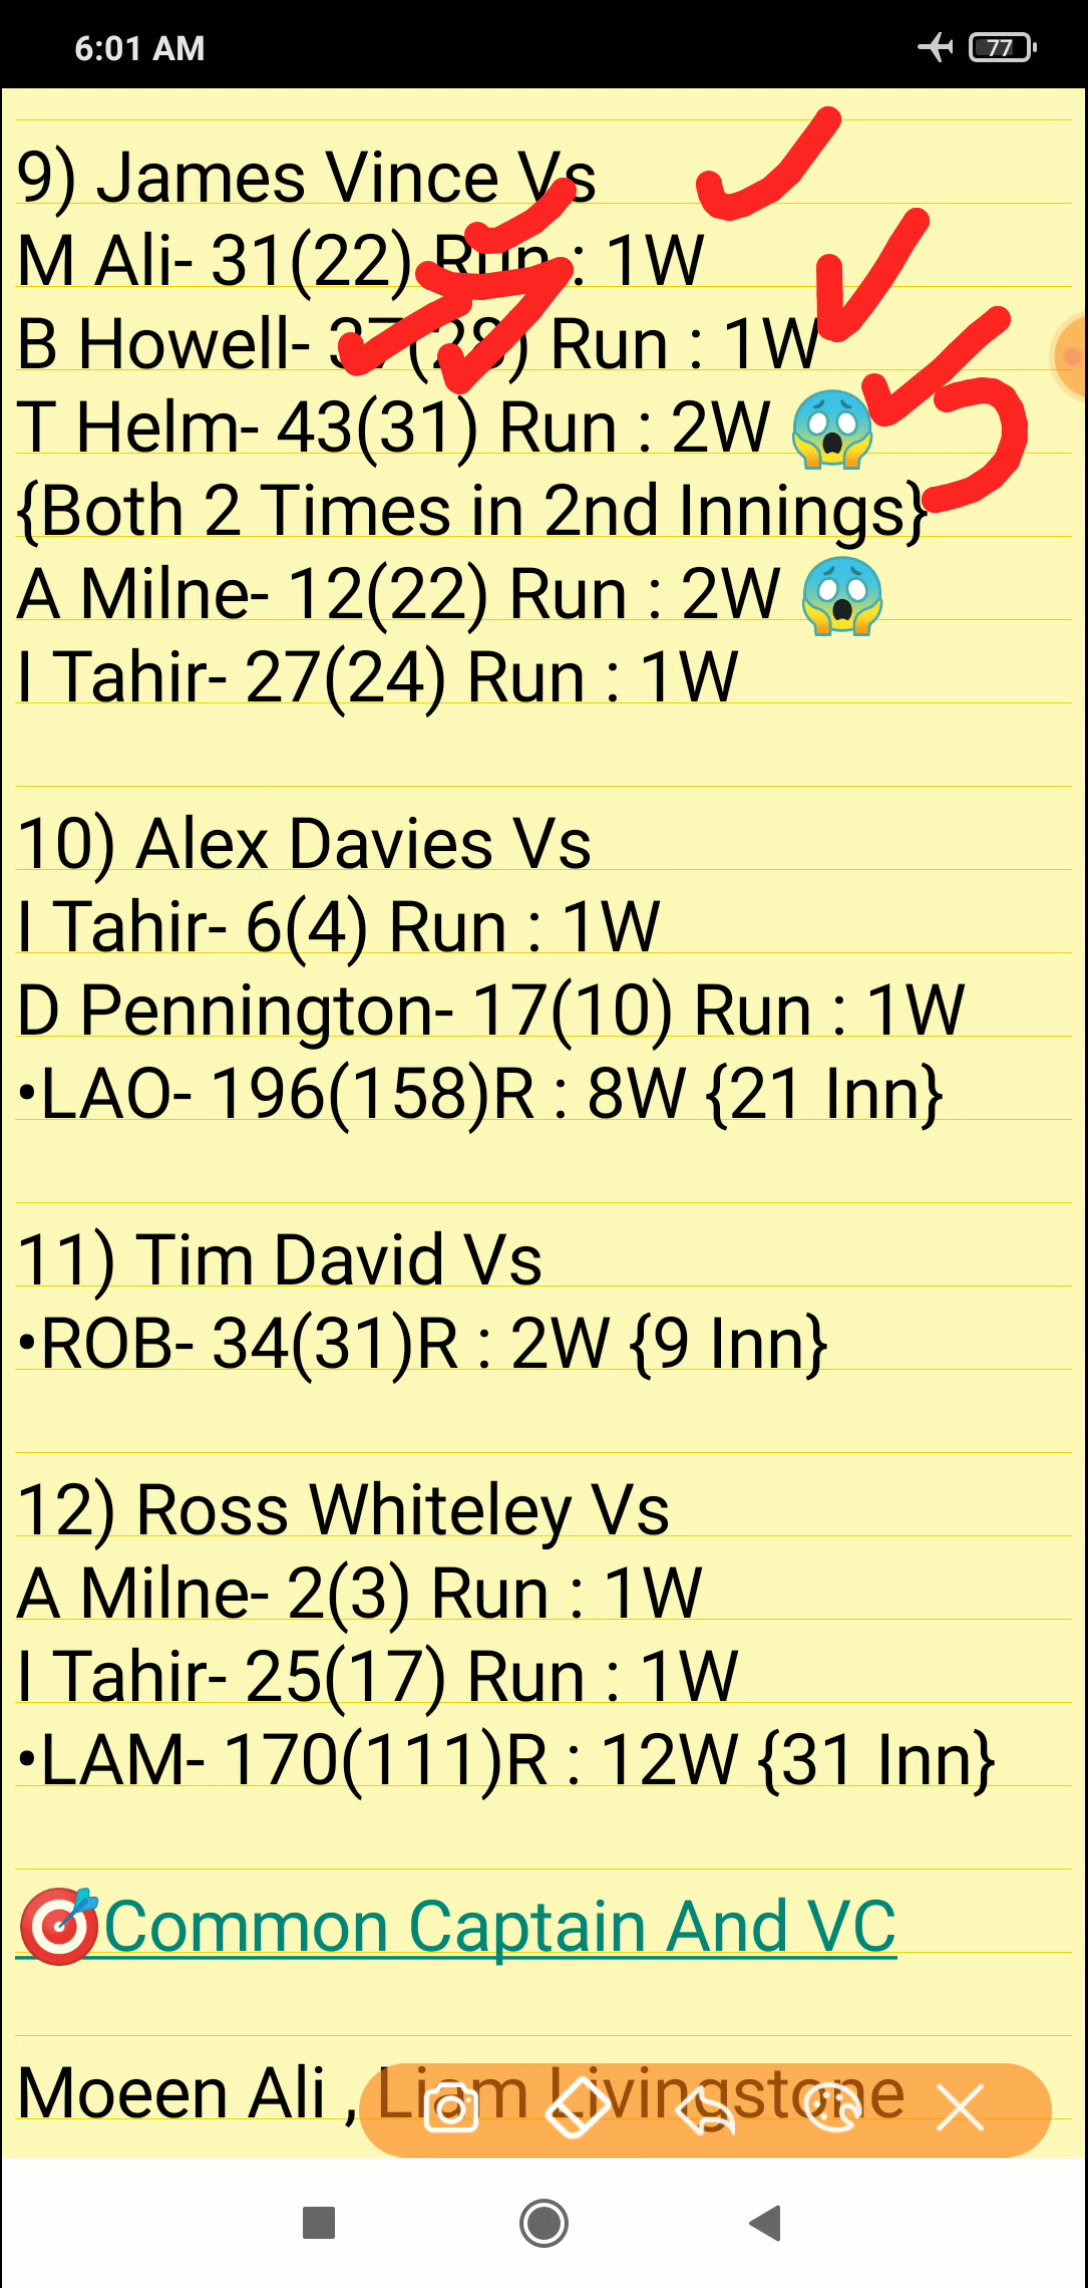 6:01 AM
77
9) James Vince Vs
M Ali- 31(22) Run : 1W
B Howell- 37(28) Run : 1W
T Helm- 43(31) Run : 2W 😱
{Both 2 Times in 2nd Innings}
A Milne- 12(22) Run : 2W 😱
I Tahir- 27(24) Run : 1W
10) Alex Davies Vs
I Tahir- 6(4) Run : 1W
D Pennington- 17(10) Run : 1W
•LAO- 196(158)R : 8W {21 Inn}
11) Tim David Vs
•ROB- 34(31)R : 2W {9 Inn}
12) Ross Whiteley Vs
A Milne- 2(3) Run : 1W
I Tahir- 25(17) Run : 1W
•LAM- 170(111)R : 12W {31 Inn}
🎯Common Captain And VC
Moeen Ali , Liam Livingstone